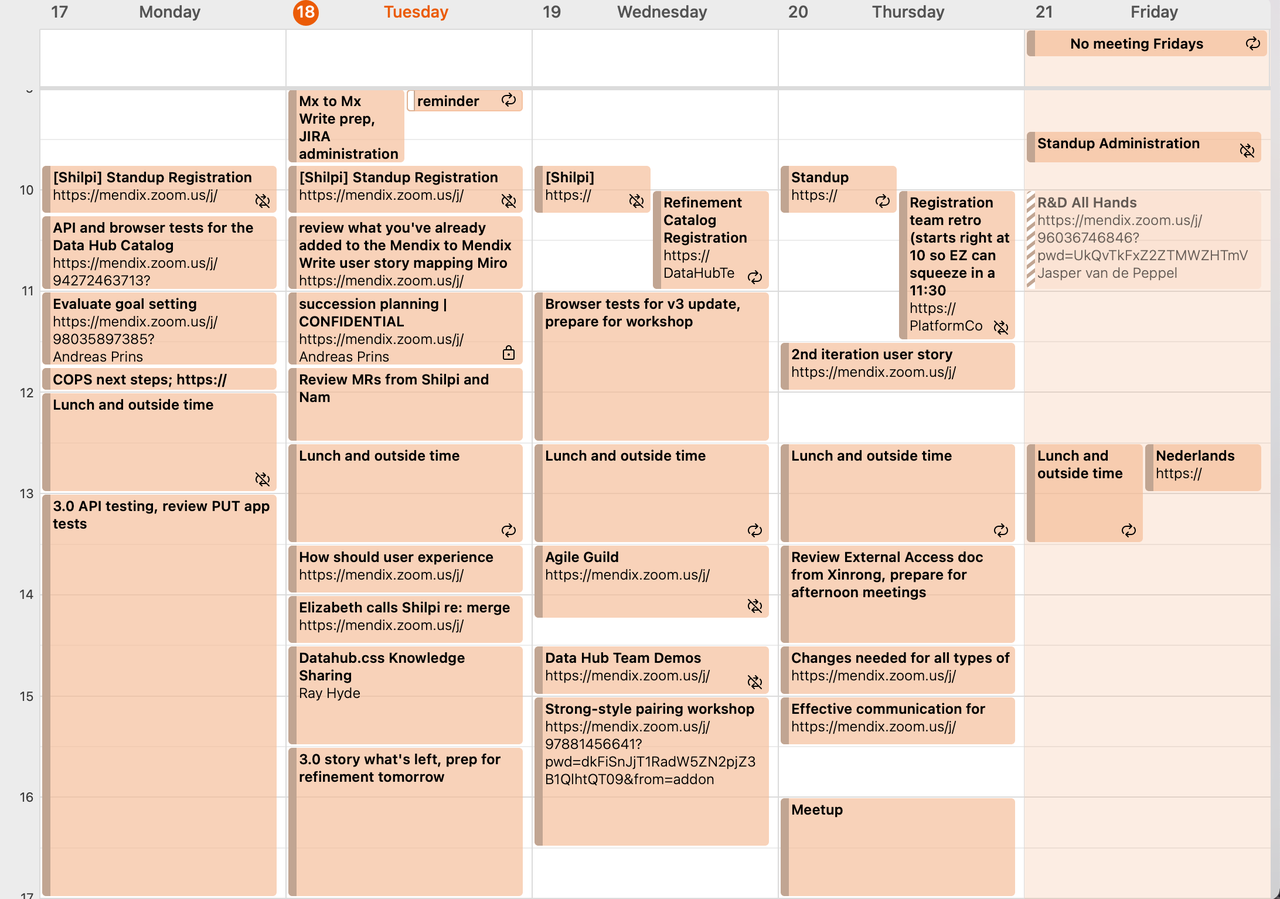 17 Monday
18 Tuesday
19 Wednesday
20 Thursday
21 Friday
No meeting Fridays
10
11
12
13
14
15
16
17
[Shilpi] Standup Registration
https://mendix.zoom.us/j/
API and browser tests for the
Data Hub Catalog
https://mendix.zoom.us/j/
94272463713?
Evaluate goal setting
https://mendix.zoom.us/j/
98035897385?
Andreas Prins
COPS next steps; https://
Lunch and outside time
3.0 API testing, review PUT app
tests
Mx to Mx
Write prep,
JIRA
administration
reminder
[Shilpi] Standup Registration
https://mendix.zoom.us/j/
review what you've already
added to the Mendix to Mendix
Write user story mapping Miro
https://mendix.zoom.us/j/
succession planning |
CONFIDENTIAL
https://mendix.zoom.us/j/
Andreas Prins
Review MRs from Shilpi and
Nam
Lunch and outside time
How should user experience
https://mendix.zoom.us/j/
Elizabeth calls Shilpi re: merge
https://mendix.zoom.us/j/
Datahub.css Knowledge
Sharing
Ray Hyde
3.0 story what's left, prep for
refinement tomorrow
[Shilpi]
https://
Refinement
Catalog
Registration
https://
DataHubTe
Browser tests for v3 update,
prepare for workshop
Lunch and outside time
Agile Guild
https://mendix.zoom.us/j/
Data Hub Team Demos
https://mendix.zoom.us/j/
Strong-style pairing workshop
https://mendix.zoom.us/j/
97881456641?
pwd=dkFiSnJjT1RadW5ZN2pjZ3
B1QlhtQT09&from=addon
Standup
https://
Registration
team retro
(starts right at
10 so EZ can
squeeze in a
11:30
https://
PlatformCo
2nd iteration user story
https://mendix.zoom.us/j/
Lunch and outside time
Review External Access doc
from Xinrong, prepare for
afternoon meetings
Changes needed for all types of
https://mendix.zoom.us/j/
Effective communication for
https://mendix.zoom.us/j/
Meetup
Standup Administration
R&D All Hands
https://mendix.zoom.us/j/
96036746846?
pwd=UkQvTkFxZ2ZTMWZHTmV
Jasper van de Peppel
Lunch and
outside time
Nederlands
https://